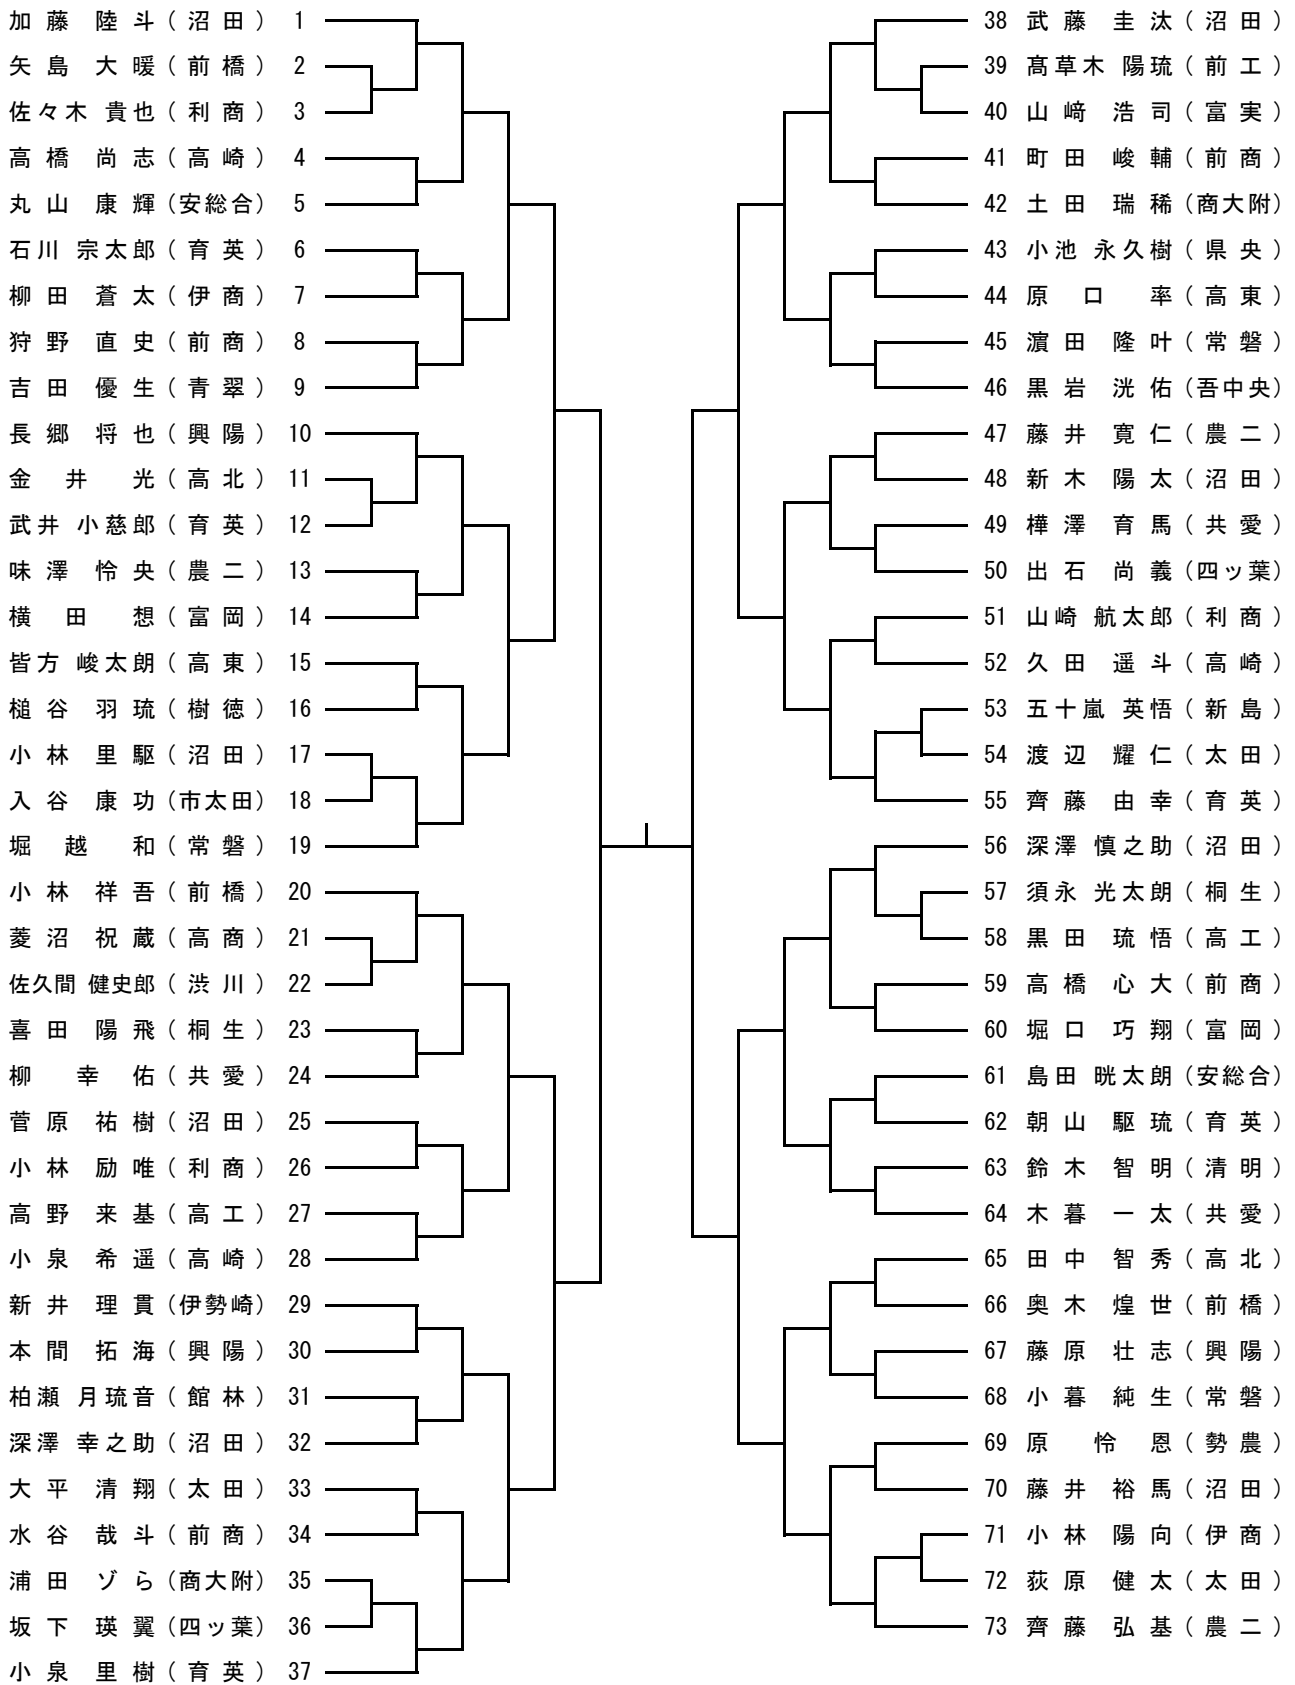 加藤 陸斗 (沼田) 1
矢島 大暖 (前橋) 2
佐々木 貴也 (利商) 3
高橋 尚志 (高崎) 4
丸山 康輝 (安総合) 5
石川 宗太郎 (育英) 6
柳田 蒼太 (伊商) 7
狩野 直史 (前商) 8
吉田 優生 (青翠) 9
長郷 将也 (興陽) 10
金井 光 (高北) 11
武井 小慈郎 (育英) 12
味澤 怜央 (農二) 13
横田 想 (富岡) 14
皆方 峻太朗 (高東) 15
槌谷 羽琉 (樹徳) 16
小林 里駆 (沼田) 17
入谷 康功 (市太田) 18
堀越 和 (常磐) 19
小林 祥吾 (前橋) 20
菱沼 祝蔵 (高商) 21
佐久間 健史郎 (渋川) 22
喜田 陽飛 (桐生) 23
柳 幸佑 (共愛) 24
菅原 祐樹 (沼田) 25
小林 励唯 (利商) 26
高野 来基 (高工) 27
小泉 希遥 (高崎) 28
新井 理貫 (伊勢崎) 29
本間 拓海 (興陽) 30
柏瀬 月琉音 (館林) 31
深澤 幸之助 (沼田) 32
大平 清翔 (太田) 33
水谷 哉斗 (前商) 34
浦田 ゾら (商大附) 35
坂下 瑛翼 (四ッ葉) 36
小泉 里樹 (育英) 37
38 武藤 圭汰 (沼田)
39 髙草木 陽琉 (前工)
40 山﨑 浩司 (富実)
41 町田 峻輔 (前商)
42 土田 瑞稀 (商大附)
43 小池 永久樹 (県央)
44 原口 率 (高東)
45 濵田 隆叶 (常磐)
46 黒岩 洸佑 (吾中央)
47 藤井 寛仁 (農二)
48 新木 陽太 (沼田)
49 樺澤 育馬 (共愛)
50 出石 尚義 (四ッ葉)
51 山崎 航太郎 (利商)
52 久田 遥斗 (高崎)
53 五十嵐 英悟 (新島)
54 渡辺 耀仁 (太田)
55 齊藤 由幸 (育英)
56 深澤 慎之助 (沼田)
57 須永 光太朗 (桐生)
58 黒田 琉悟 (高工)
59 高橋 心大 (前商)
60 堀口 巧翔 (富岡)
61 島田 晄太朗 (安総合)
62 朝山 駆琉 (育英)
63 鈴木 智明 (清明)
64 木暮 一太 (共愛)
65 田中 智秀 (高北)
66 奥木 煌世 (前橋)
67 藤原 壮志 (興陽)
68 小暮 純生 (常磐)
69 原 怜恩 (勢農)
70 藤井 裕馬 (沼田)
71 小林 陽向 (伊商)
72 荻原 健太 (太田)
73 齊藤 弘基 (農二)